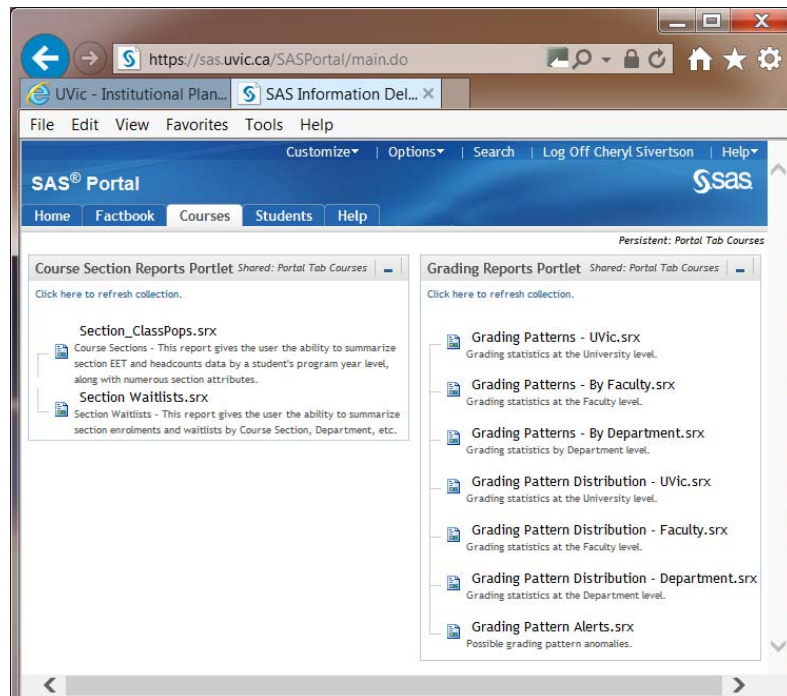 https://sas.uvic.ca/SASPortal/main.do
UVic - Institutional Plan...
SAS Information Del...
File Edit View Favorites Tools Help
Customize | Options | Search | Log Off Cheryl Sivertson | Help
SAS® Portal
sas
Home Factbook Courses Students Help
Persistent: Portal Tab Courses
Course Section Reports Portlet Shared: Portal Tab Courses
Click here to refresh collection.
Section_ClassPops.srx
Course Sections - This report gives the user the ability to summarize
section EET and headcounts data by a student's program year level,
along with numerous section attributes.
Section Waitlists.srx
Section Waitlists - This report gives the user the ability to summarize
section enrolments and waitlists by Course Section, Department, etc.
Grading Reports Portlet Shared: Portal Tab Courses
Click here to refresh collection.
Grading Patterns - UVic.srx
Grading statistics at the University level.
Grading Patterns - By Faculty.srx
Grading statistics at the Faculty level.
Grading Patterns - By Department.srx
Grading statistics by Department level.
Grading Pattern Distribution - UVic.srx
Grading statistics at the University level.
Grading Pattern Distribution - Faculty.srx
Grading statistics at the Faculty level.
Grading Pattern Distribution - Department.srx
Grading statistics at the Department level.
Grading Pattern Alerts.srx
Possible grading pattern anomalies.